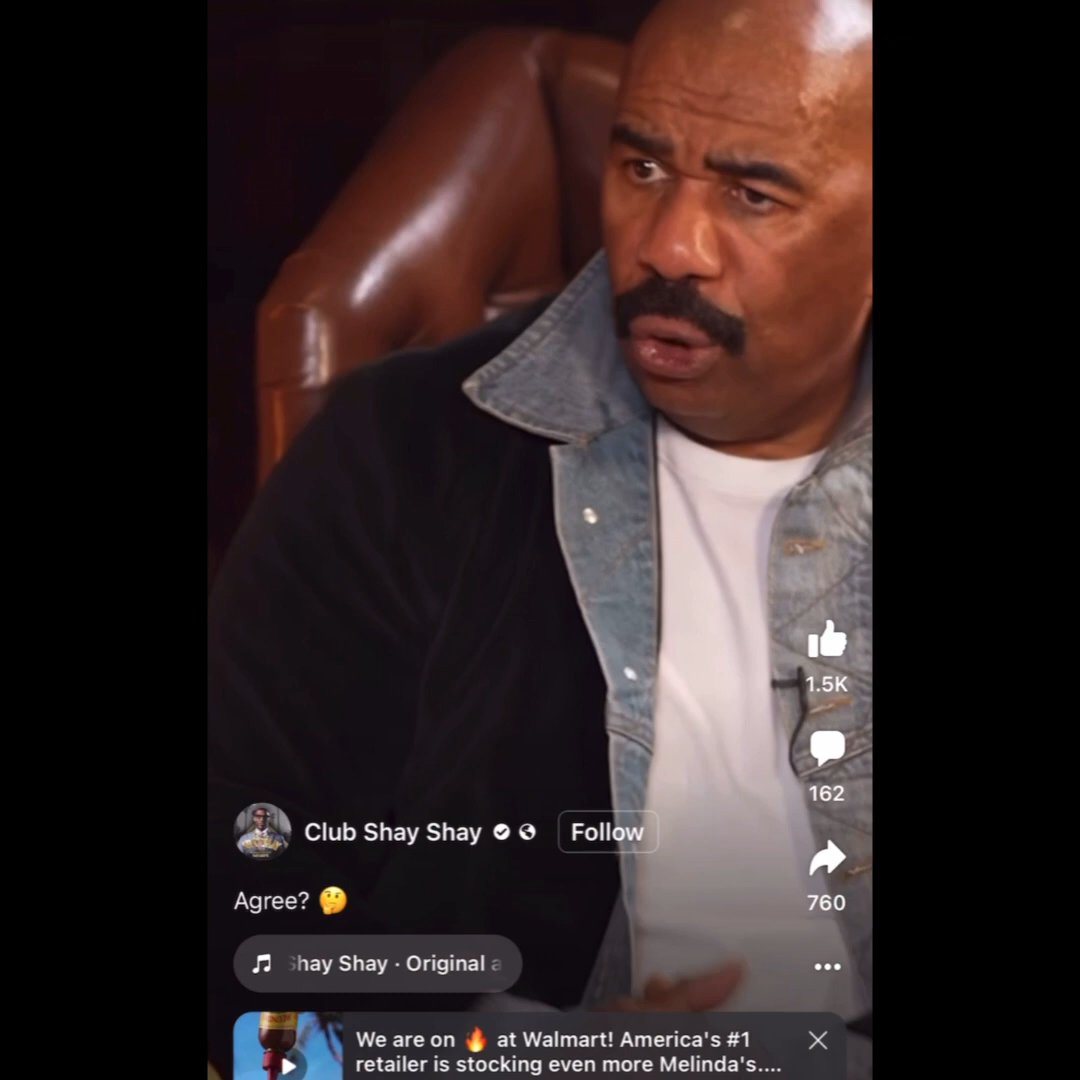 1.5K
162
Club Shay Shay
Follow
760
Agree? 🤔
Shay Shay · Original a
We are on 🔥 at Walmart! America's #1
retailer is stocking even more Melinda's....